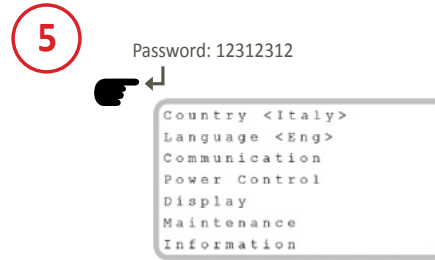 5
Password: 12312312
Country <Italy>
Language <Eng>
Communication
Power Control
Display
Maintenance
Information